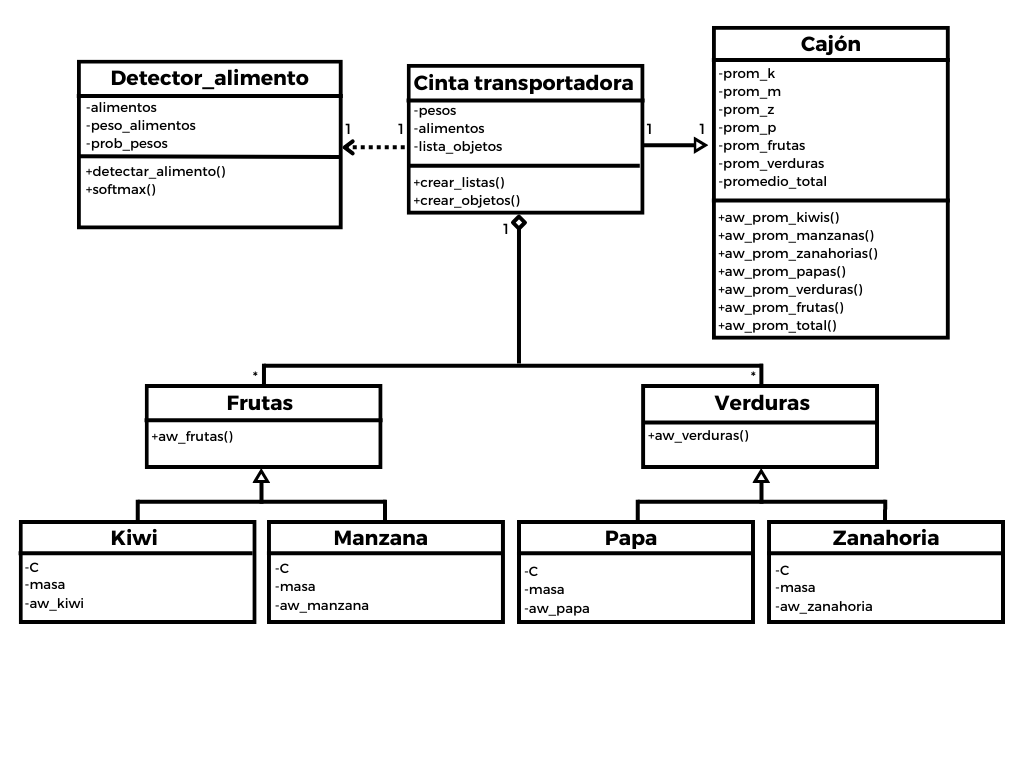 Detector_alimento
-alimentos
-peso_alimentos
-prob_pesos
+detectar_alimento()
+softmax()
1
1
Cinta transportadora
-pesos
-alimentos
-lista_objetos
+crear_listas()
+crear_objetos()
1
1
Cajón
-prom_k
-prom_m
-prom_z
-prom_p
-prom_frutas
-prom_verduras
-promedio_total
+aw_prom_kiwis()
+aw_prom_manzanas()
+aw_prom_zanahorias()
+aw_prom_papas()
+aw_prom_verduras()
+aw_prom_frutas()
+aw_prom_total()
1
*
*
Frutas
+aw_frutas()
Verduras
+aw_verduras()
Kiwi
-C
-masa
-aw_kiwi
Manzana
-C
-masa
-aw_manzana
Papa
-C
-masa
-aw_papa
Zanahoria
-C
-masa
-aw_zanahoria